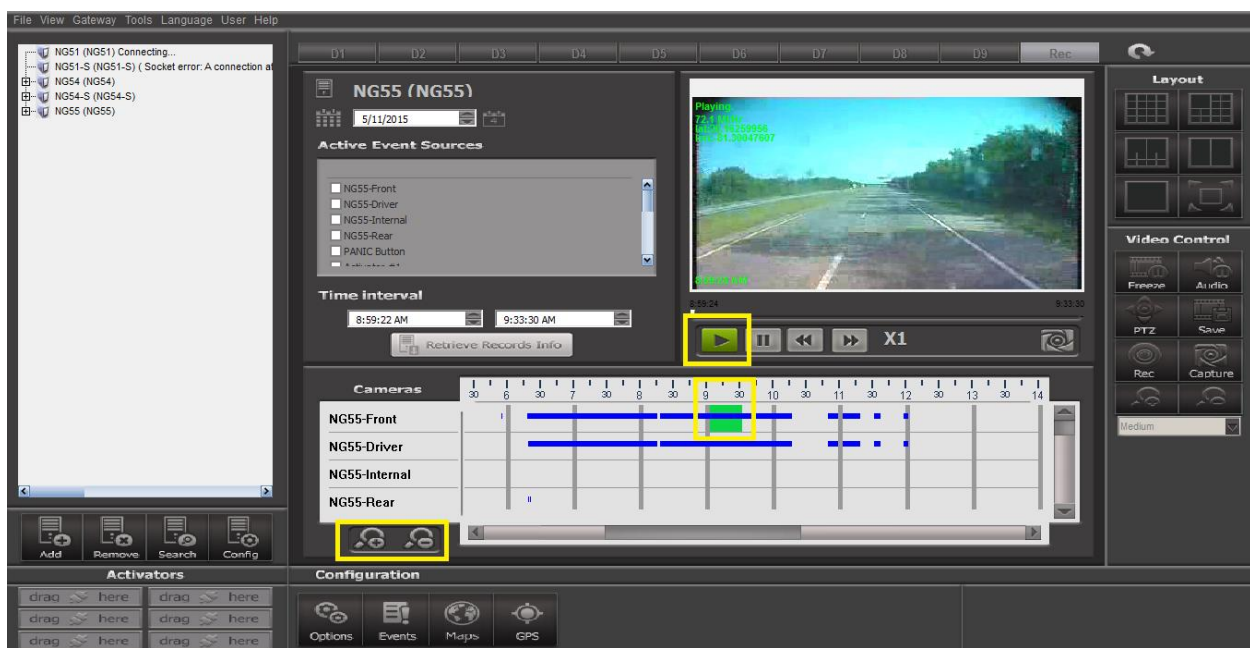 File View Gateway Tools Language User Help
NG51 (NG51) Connecting...
NG51-S (NG51-S) ( Socket error: A connection at
NG54 (NG54)
NG54-S (NG54-S)
NG55 (NG55)
Add Remove Search Config
Activators
drag here drag here
drag here drag here
drag here drag here
D1 D2 D3 D4 D5 D6 D7 D8 D9 Rec
NG55 (NG55)
5/11/2015
Active Event Sources
NG55-Front
NG55-Driver
NG55-Internal
NG55-Rear
PANIC Button
Time interval
8:59:22 AM 9:33:30 AM
Retrieve Records Info
Playing
8:59:24 9:33:30
X1
Cameras
30 6 30 7 30 8 30 9 30 10 30 11 30 12 30 13 30 14
NG55-Front
NG55-Driver
NG55-Internal
NG55-Rear
Configuration
Options Events Maps GPS
Layout
Video Control
Freeze Audio
PTZ Save
Rec Capture
Medium